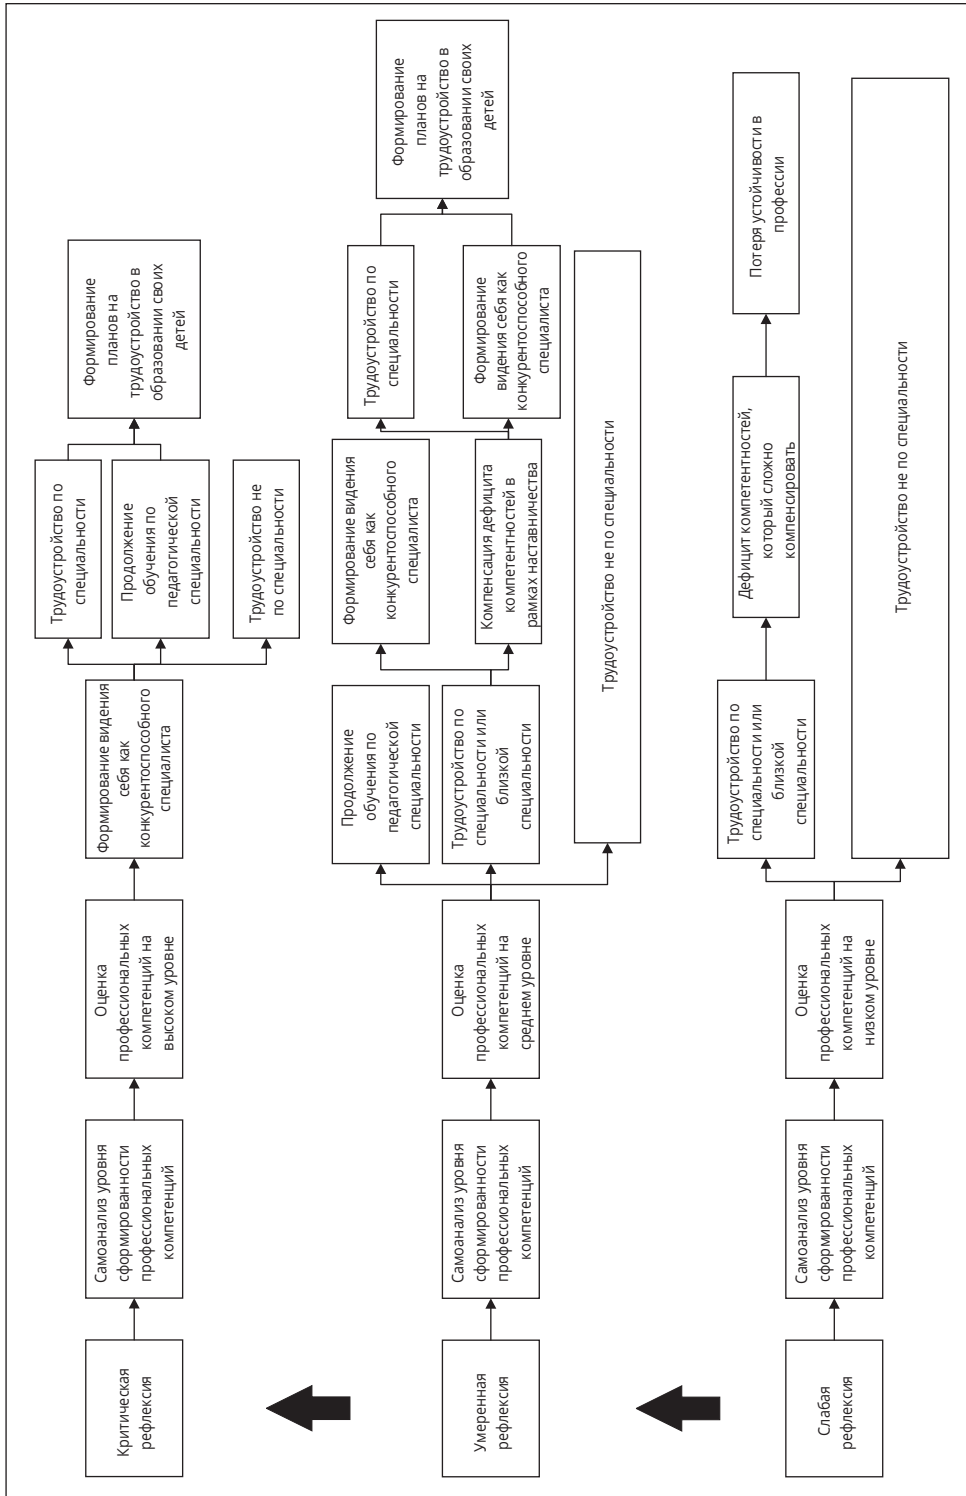 Критическая
рефлексия
Самоанализ уровня
сформированности
профессиональных
компетенций
Оценка
профессиональных
компетенций на
высоком уровне
Формирование видения
себя как
конкурентоспособного
специалиста
Трудоустройство по
специальности
Продолжение
обучения по
педагогической
специальности
Трудоустройство не
по специальности
Формирование
планов на
трудоустройство в
образовании своих
детей
Умеренная
рефлексия
Самоанализ уровня
сформированности
профессиональных
компетенций
Оценка
профессиональных
компетенций на
среднем уровне
Продолжение
обучения по
педагогической
специальности
Трудоустройство по
специальности или
близкой
специальности
Трудоустройство не по специальности
Формирование видения
себя как
конкурентоспособного
специалиста
Компенсация дефицита
компетентностей в
рамках наставничества
Трудоустройство по
специальности
Формирование
видения себя как
конкурентоспособного
специалиста
Формирование
планов на
трудоустройство в
образовании своих
детей
Слабая
рефлексия
Самоанализ уровня
сформированности
профессиональных
компетенций
Оценка
профессиональных
компетенций на
низком уровне
Трудоустройство по
специальности или
близкой
специальности
Дефицит компетентностей,
который сложно
компенсировать
Потеря устойчивости в
профессии
Трудоустройство не по специальности